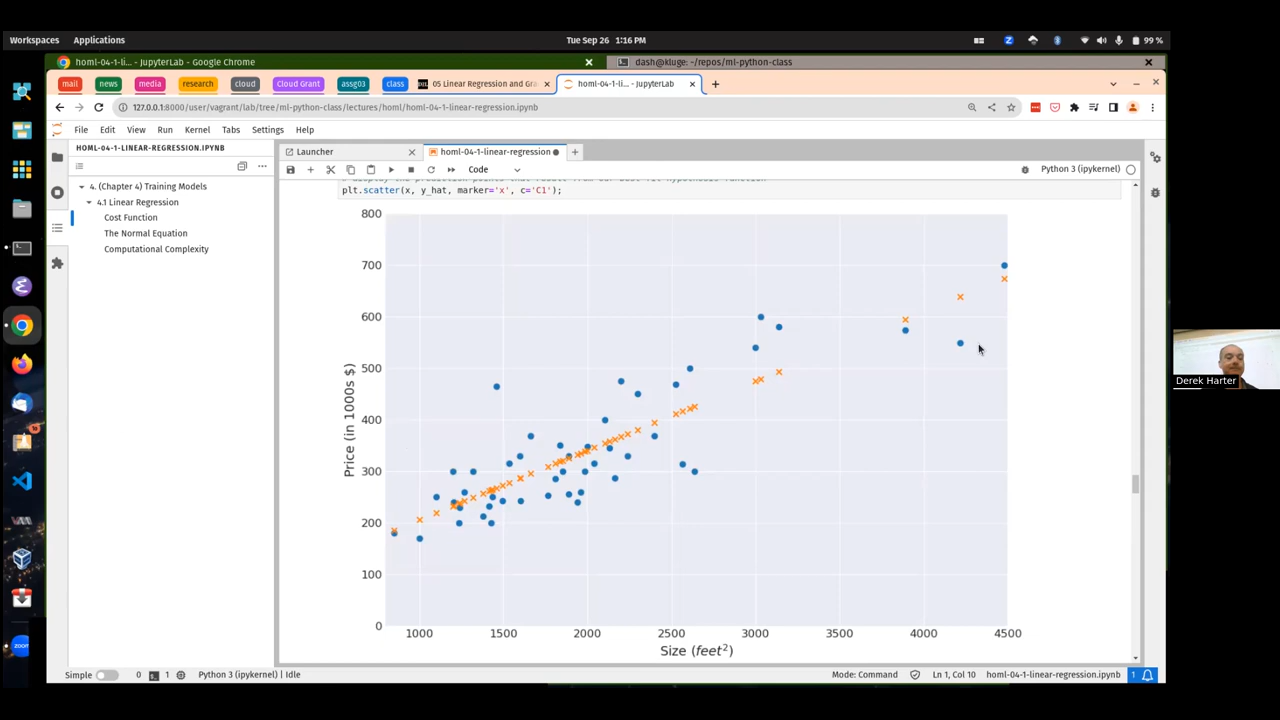 Workspaces Applications Tue Sep 26 1:16 PM 99 %
homl-04-1-li... - JupyterLab - Google Chrome dash@kluge: ~/repos/ml-python-class
mail news media research cloud Cloud Grant assg03 class 05 Linear Regression and Gra homl-04-1-li... - JupyterLab
127.0.0.1:8000/user/vagrant/lab/tree/ml-python-class/lectures/homl/homl-04-1-linear-regression.ipynb
File Edit View Run Kernel Tabs Settings Help
HOML-04-1-LINEAR-REGRESSION.IPYNB
Launcher homl-04-1-linear-regression
Code Python 3 (ipykernel)
4. (Chapter 4) Training Models
4.1 Linear Regression
Cost Function
The Normal Equation
Computational Complexity
plt.scatter(x, y_hat, marker='x', c='C1');
800
700
600
500
400
300
200
100
0
Price (in 1000s $)
1000 1500 2000 2500 3000 3500 4000 4500
Size (feet²)
Derek Harter
16
zoom
Simple 0 1 Python 3 (ipykernel) | Idle Mode: Command Ln 1, Col 10 homl-04-1-linear-regression.ipynb 1